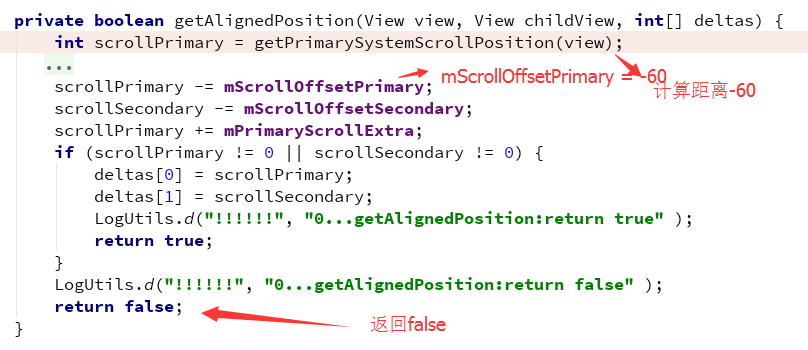 private boolean getAlignedPosition(View view, View childView, int[] deltas) {
int scrollPrimary = getPrimarySystemScrollPosition(view);
...
scrollPrimary -= mScrollOffsetPrimary; mScrollOffsetPrimary = -60
计算距离-60
scrollSecondary -= mScrollOffsetSecondary;
scrollPrimary += mPrimaryScrollExtra;
if (scrollPrimary != 0 || scrollSecondary != 0) {
deltas[0] = scrollPrimary;
deltas[1] = scrollSecondary;
LogUtils.d("!!!!!!", "0...getAlignedPosition:return true" );
return true;
}
LogUtils.d("!!!!!!", "0...getAlignedPosition:return false" );
return false;
返回false
}